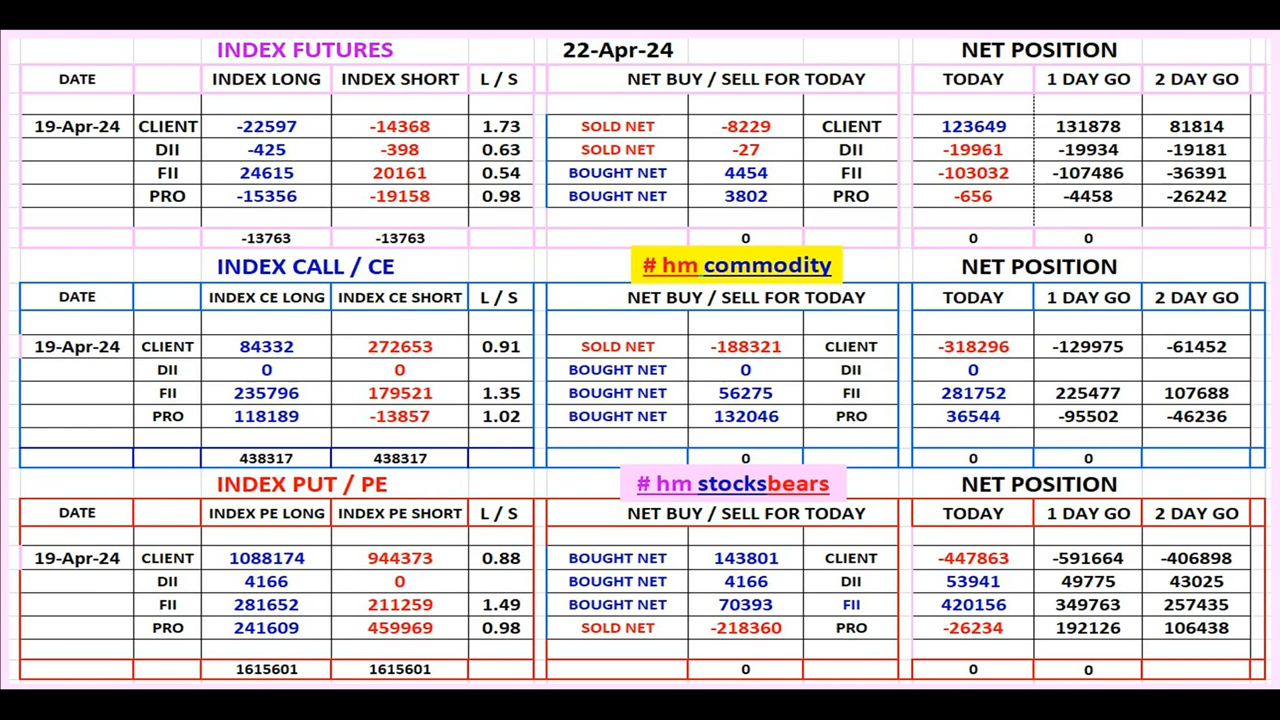 INDEX FUTURES 22-Apr-24 NET POSITION
DATE INDEX LONG INDEX SHORT L / S NET BUY / SELL FOR TODAY TODAY 1 DAY GO 2 DAY GO
19-Apr-24 CLIENT -22597 -14368 1.73 SOLD NET -8229 CLIENT 123649 131878 81814
DII -425 -398 0.63 SOLD NET -27 DII -19961 -19934 -19181
FII 24615 20161 0.54 BOUGHT NET 4454 FII -103032 -107486 -36391
PRO -15356 -19158 0.98 BOUGHT NET 3802 PRO -656 -4458 -26242
-13763 -13763 0 0 0
INDEX CALL / CE # hm commodity NET POSITION
DATE INDEX CE LONG INDEX CE SHORT L / S NET BUY / SELL FOR TODAY TODAY 1 DAY GO 2 DAY GO
19-Apr-24 CLIENT 84332 272653 0.91 SOLD NET -188321 CLIENT -318296 -129975 -61452
DII 0 0 BOUGHT NET 0 DII 0
FII 235796 179521 1.35 BOUGHT NET 56275 FII 281752 225477 107688
PRO 118189 -13857 1.02 BOUGHT NET 132046 PRO 36544 -95502 -46236
438317 438317 0 0 0
INDEX PUT / PE # hm stocksbears NET POSITION
DATE INDEX PE LONG INDEX PE SHORT L / S NET BUY / SELL FOR TODAY TODAY 1 DAY GO 2 DAY GO
19-Apr-24 CLIENT 1088174 944373 0.88 BOUGHT NET 143801 CLIENT -447863 -591664 -406898
DII 4166 0 BOUGHT NET 4166 DII 53941 49775 43025
FII 281652 211259 1.49 BOUGHT NET 70393 FII 420156 349763 257435
PRO 241609 459969 0.98 SOLD NET -218360 PRO -26234 192126 106438
1615601 1615601 0 0 0